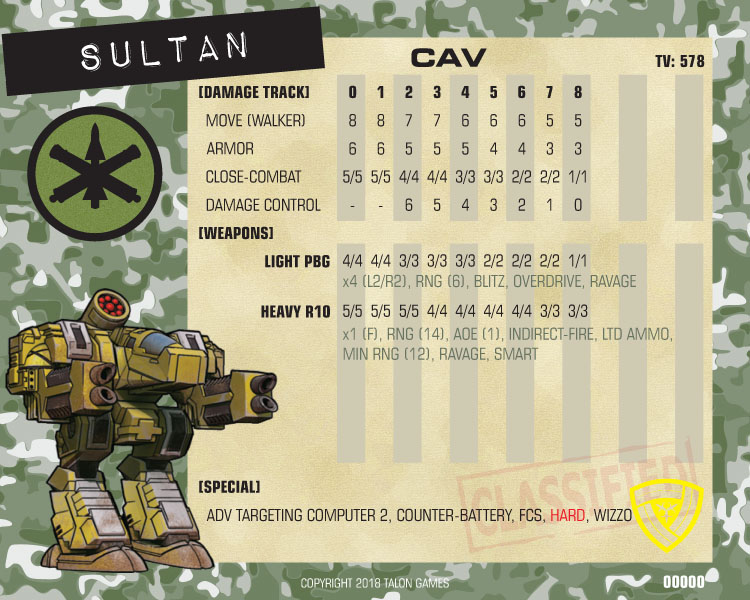 SULTAN
CAV
TV: 578
[DAMAGE TRACK] 0 1 2 3 4 5 6 7 8
MOVE (WALKER) 8 8 7 7 6 6 6 5 5
ARMOR 6 6 5 5 5 4 4 3 3
CLOSE-COMBAT 5/5 5/5 4/4 4/4 3/3 3/3 2/2 2/2 1/1
DAMAGE CONTROL - - 6 5 4 3 2 1 0
[WEAPONS]
LIGHT PBG 4/4 4/4 3/3 3/3 3/3 2/2 2/2 2/2 1/1
x4 (L2/R2), RNG (6), BLITZ, OVERDRIVE, RAVAGE
HEAVY R10 5/5 5/5 5/5 4/4 4/4 4/4 4/4 3/3 3/3
x1 (F), RNG (14), AOE (1), INDIRECT-FIRE, LTD AMMO,
MIN RNG (12), RAVAGE, SMART
[SPECIAL]
CLASSIFIED
ADV TARGETING COMPUTER 2, COUNTER-BATTERY, FCS, HARD, WIZZO
COPYRIGHT 2018 TALON GAMES
00000